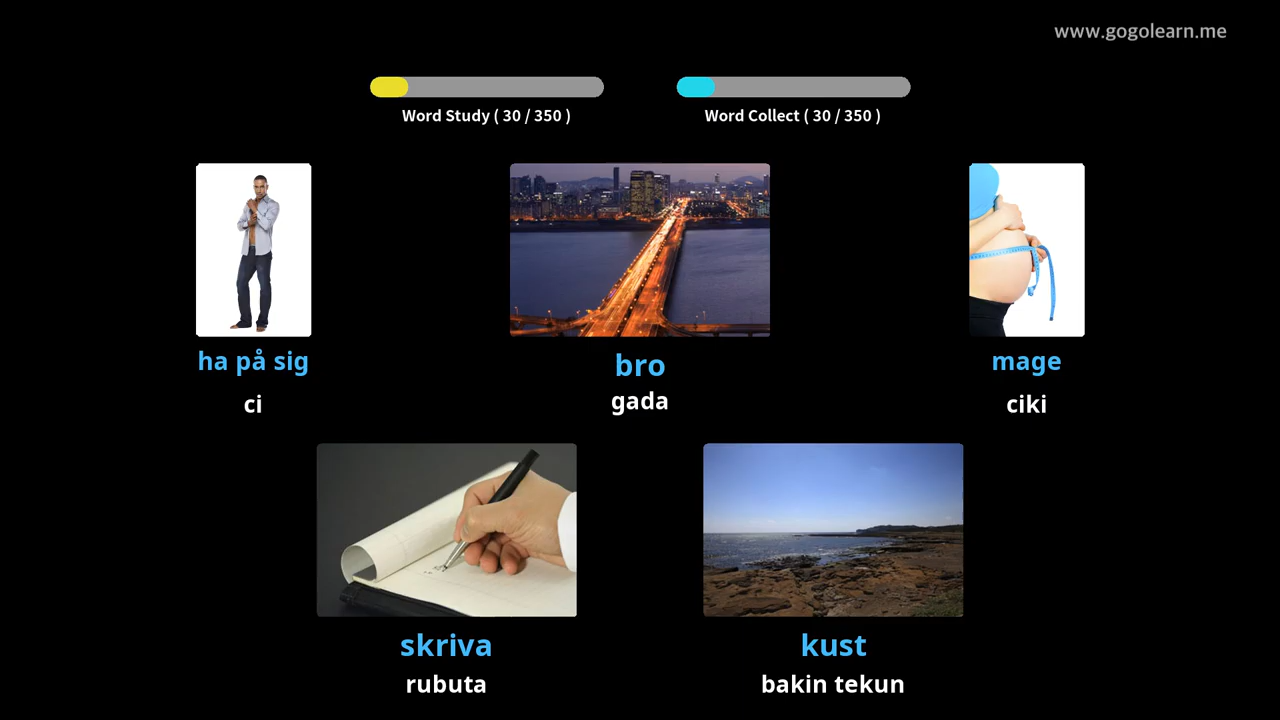 www.gogolearn.me
Word Study ( 30 / 350 )
Word Collect ( 30 / 350 )
ha på sig
ci
bro
gada
mage
ciki
skriva
rubuta
kust
bakin tekun